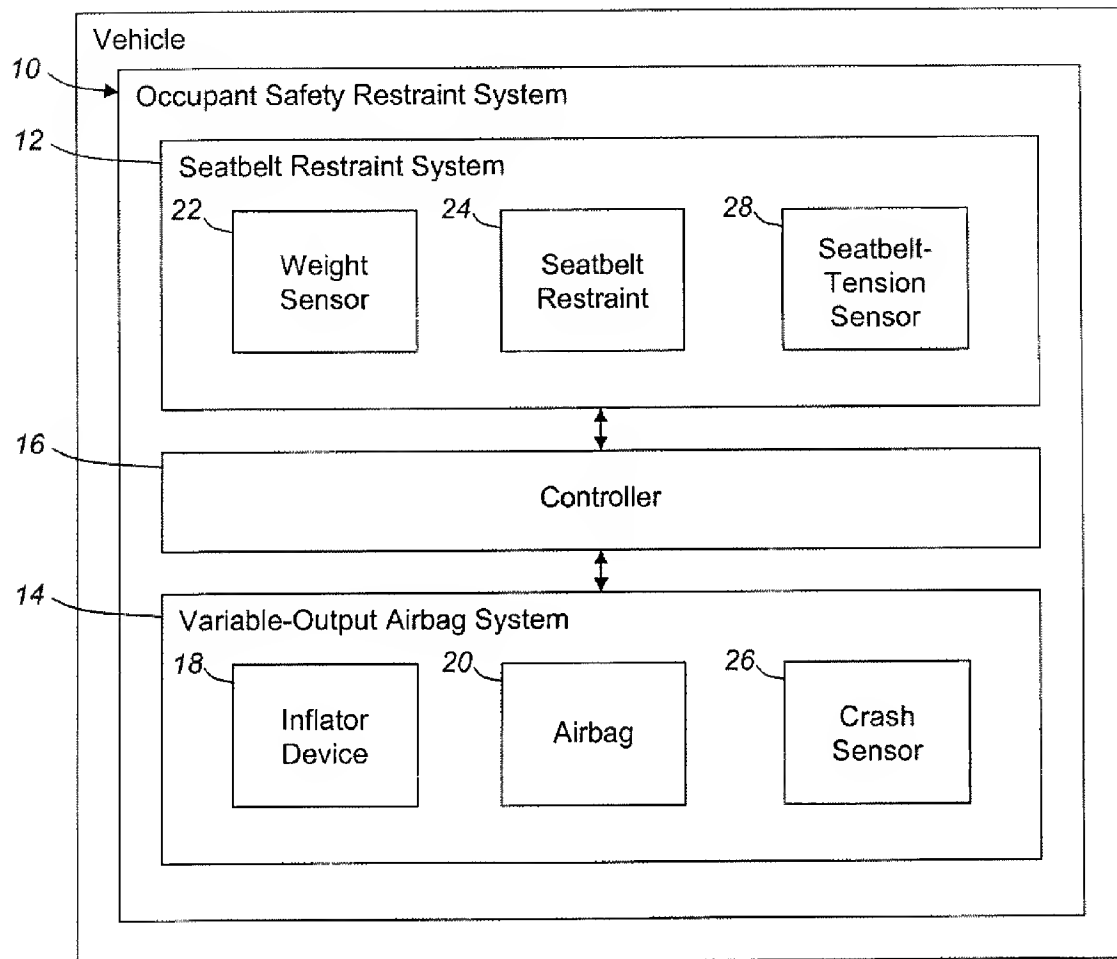 Vehicle
10
Occupant Safety Restraint System
12
Seatbelt Restraint System
22
24
28
Weight
Sensor
Seatbelt
Restraint
Seatbelt-
Tension
Sensor
16
Controller
14
Variable-Output Airbag System
18
20
26
Inflator
Device
Airbag
Crash
Sensor